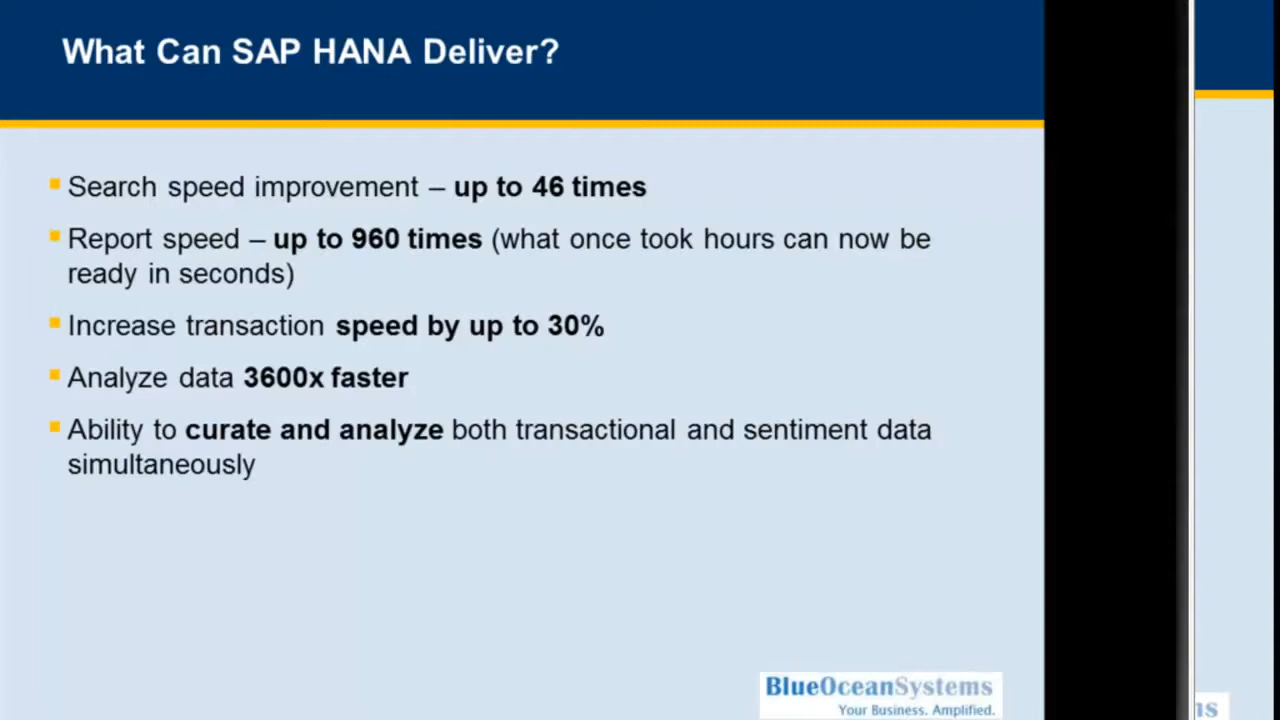 What Can SAP HANA Deliver?
Search speed improvement – up to 46 times
Report speed – up to 960 times (what once took hours can now be
ready in seconds)
Increase transaction speed by up to 30%
Analyze data 3600x faster
Ability to curate and analyze both transactional and sentiment data
simultaneously
BlueOceanSystems
Your Business. Amplified.
ns